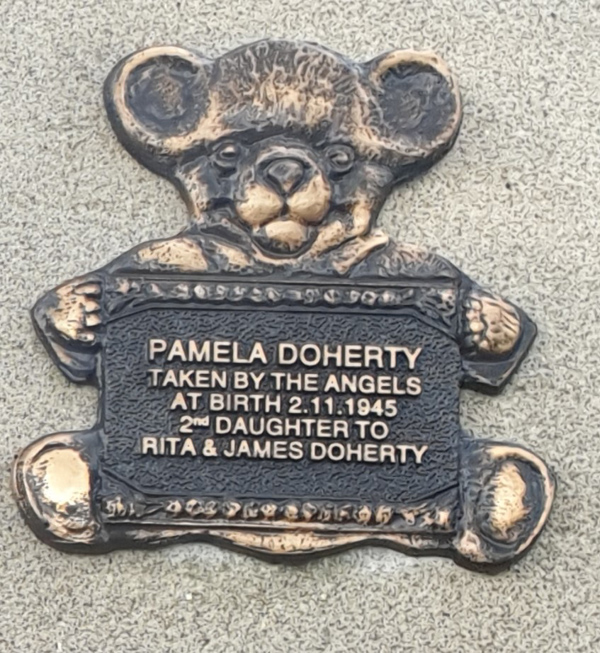 PAMELA DOHERTY
TAKEN BY THE ANGELS
AT BIRTH 2.11.1945
2nd DAUGHTER TO
RITA & JAMES DOHERTY